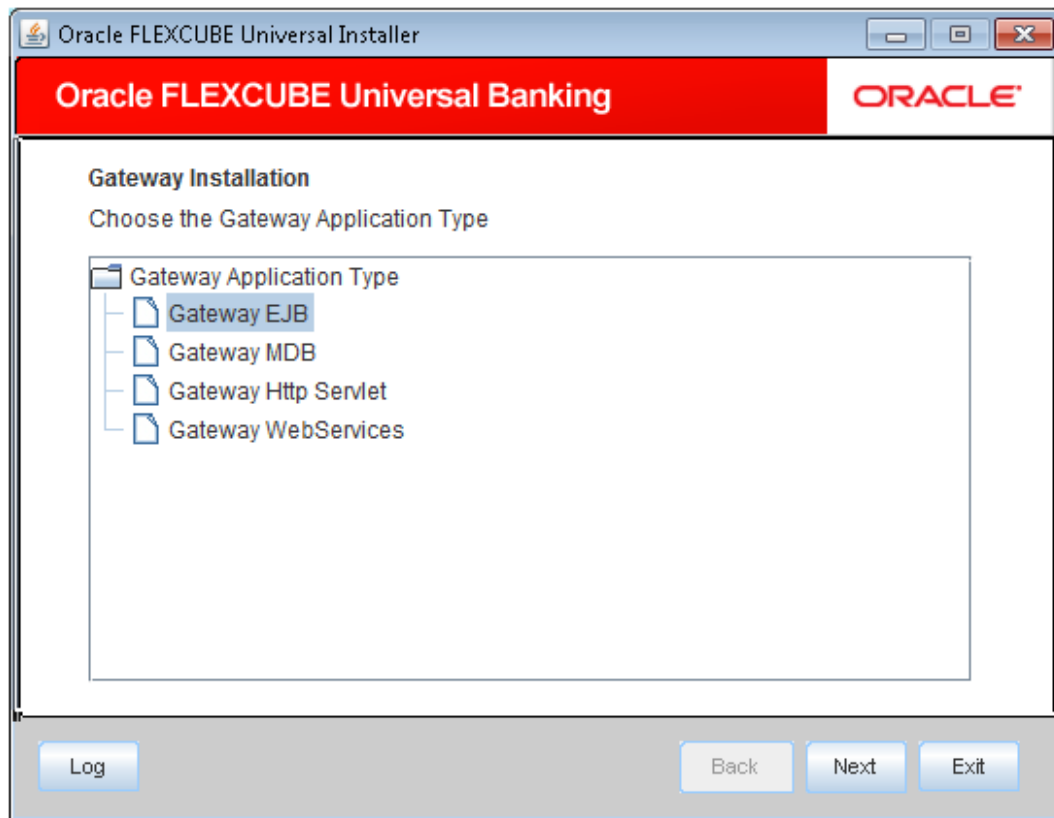 Oracle FLEXCUBE Universal Installer
Oracle FLEXCUBE Universal Banking
ORACLE
Gateway Installation
Choose the Gateway Application Type
Gateway Application Type
Gateway EJB
Gateway MDB
Gateway Http Servlet
Gateway WebServices
Log Back Next Exit